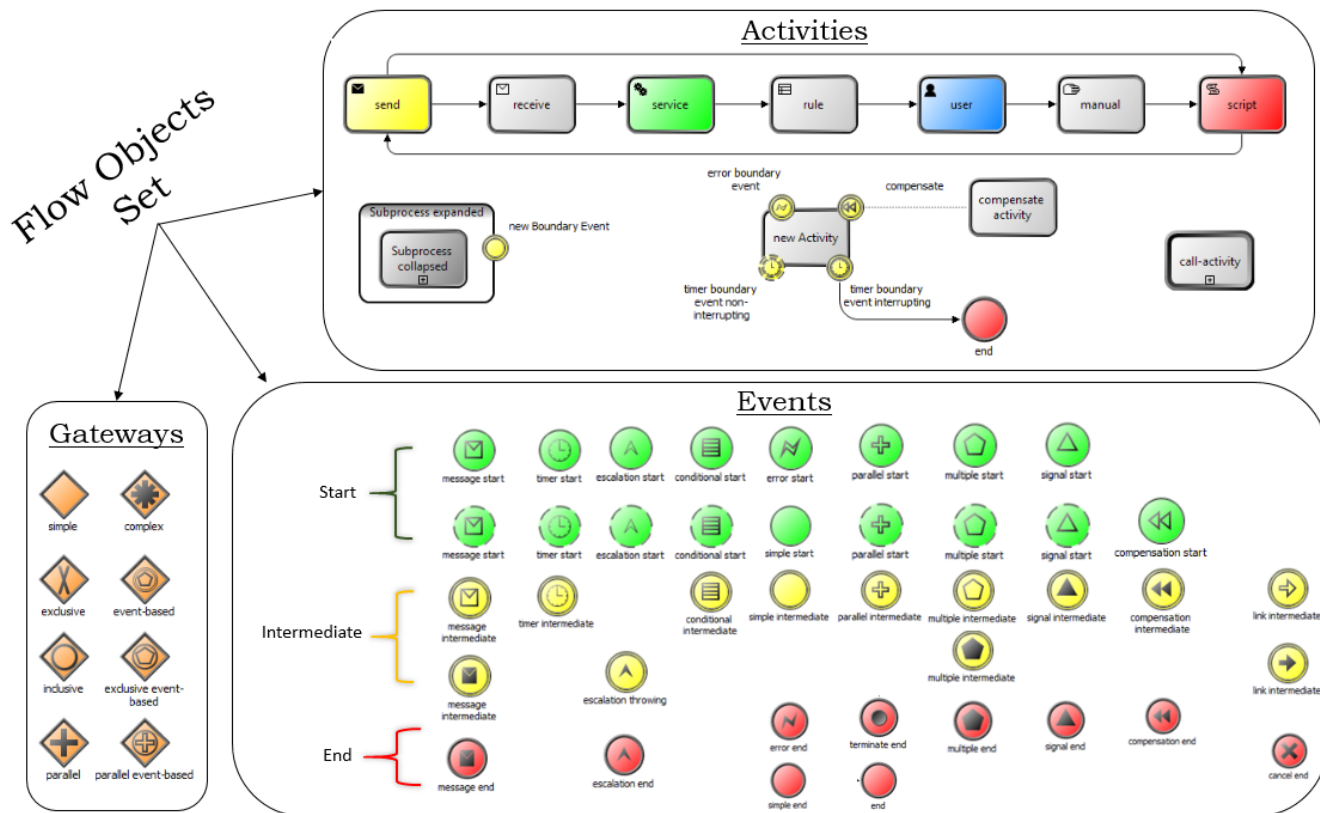 Flow Objects
Set
Activities
send
receive
service
rule
user
manual
script
error boundary
event
compensate
compensate
activity
Subprocess expanded
new Boundary Event
Subprocess
collapsed
new Activity
call-activity
timer boundary
event non-
interrupting
timer boundary
event interrupting
end
Gateways
simple
complex
exclusive
event-based
inclusive
exclusive event-
based
parallel
parallel event-based
Events
Start
message start
timer start
escalation start
conditional start
error start
parallel start
multiple start
signal start
message start
timer start
escalation start
conditional start
simple start
parallel start
multiple start
signal start
compensation start
Intermediate
message
intermediate
timer intermediate
conditional
intermediate
simple intermediate
parallel intermediate
multiple intermediate
signal intermediate
compensation
intermediate
link intermediate
message
intermediate
escalation throwing
multiple intermediate
link intermediate
End
error end
terminate end
multiple end
signal end
compensation end
message end
escalation end
cancel end
simple end
end